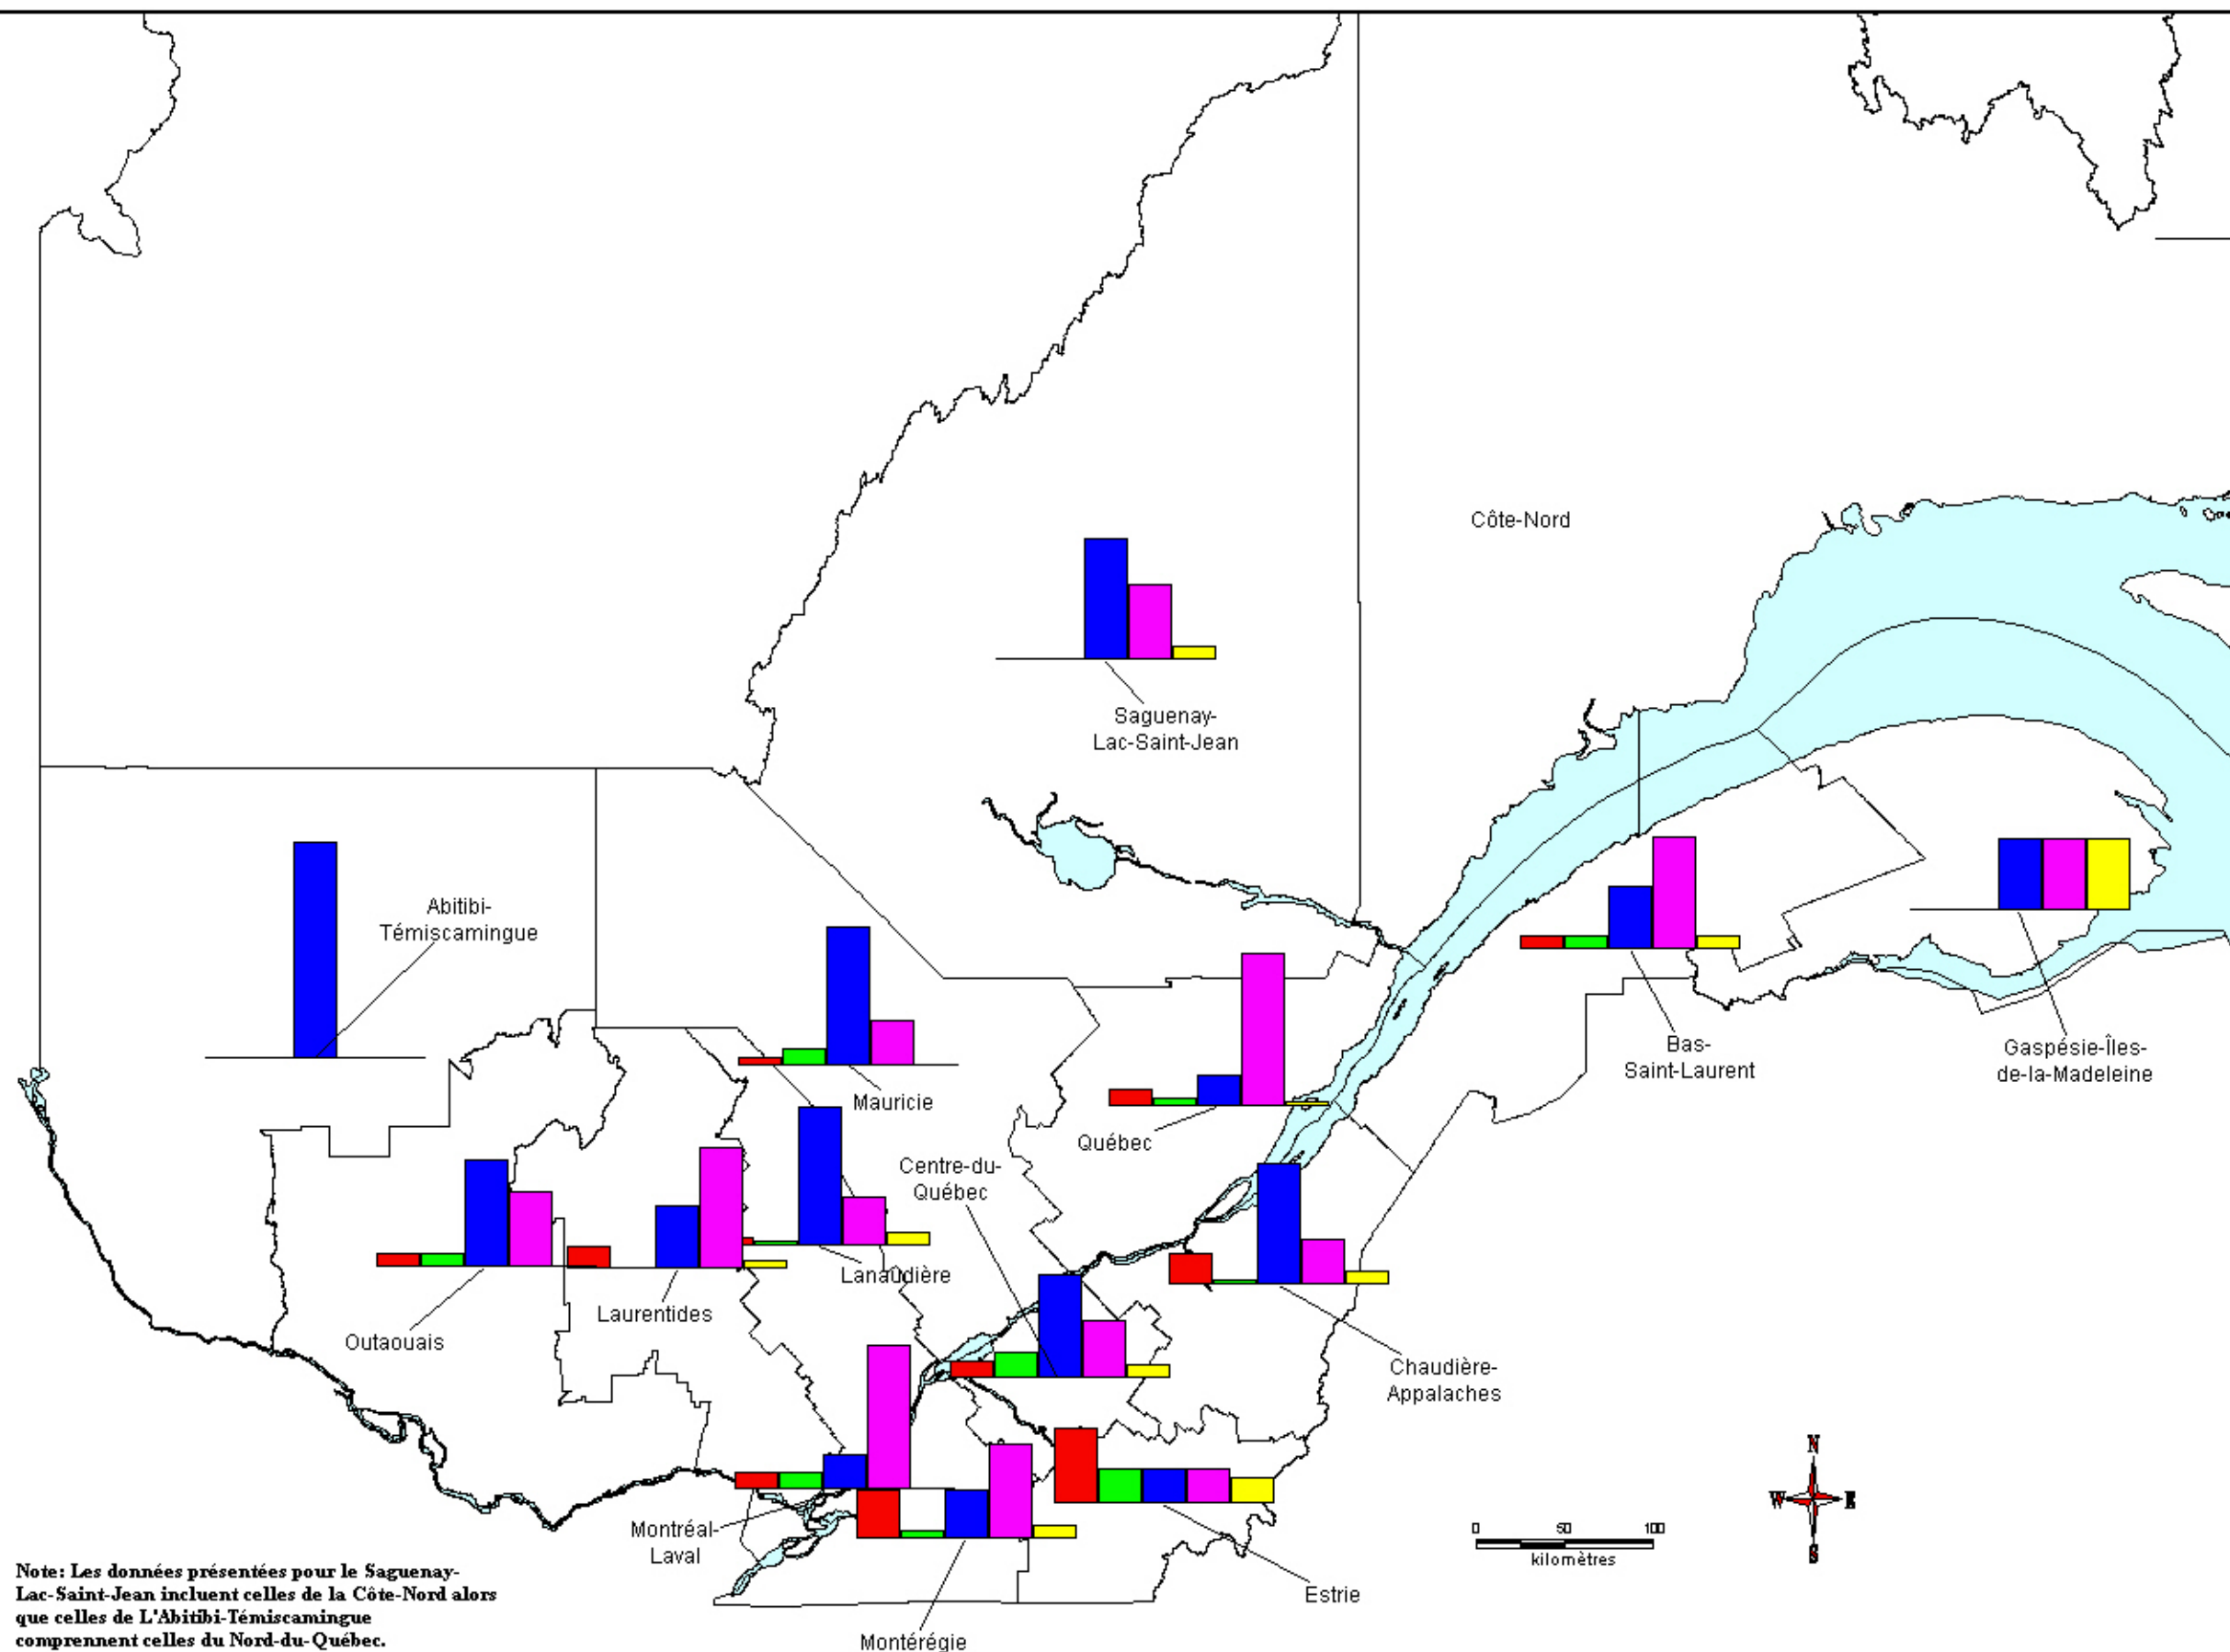 Côte-Nord
Saguenay-
Lac-Saint-Jean
Abitibi-
Témiscamingue
Mauricie
Québec
Bas-
Saint-Laurent
Gaspésie-Îles-
de-la-Madeleine
Centre-du-
Québec
Lanaudière
Laurentides
Outaouais
Chaudière-
Appalaches
Montréal-
Laval
Estrie
Montérégie
N
W E
S
0 50 100
kilomètres
Note: Les données présentées pour le Saguenay-
Lac-Saint-Jean incluent celles de la Côte-Nord alors
que celles de L'Abitibi-Témiscamingue
comprennent celles du Nord-du-Québec.